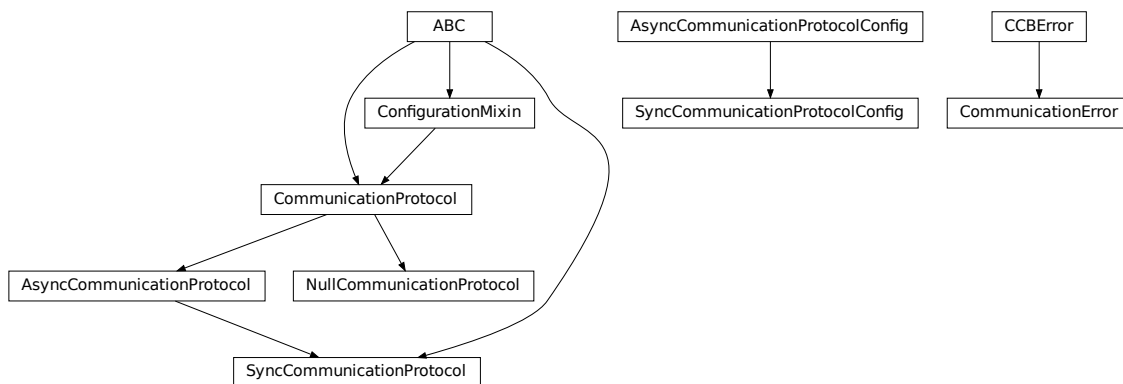 ABC
AsyncCommunicationProtocolConfig
CCBError
ConfigurationMixin
SyncCommunicationProtocolConfig
CommunicationError
CommunicationProtocol
AsyncCommunicationProtocol
NullCommunicationProtocol
SyncCommunicationProtocol